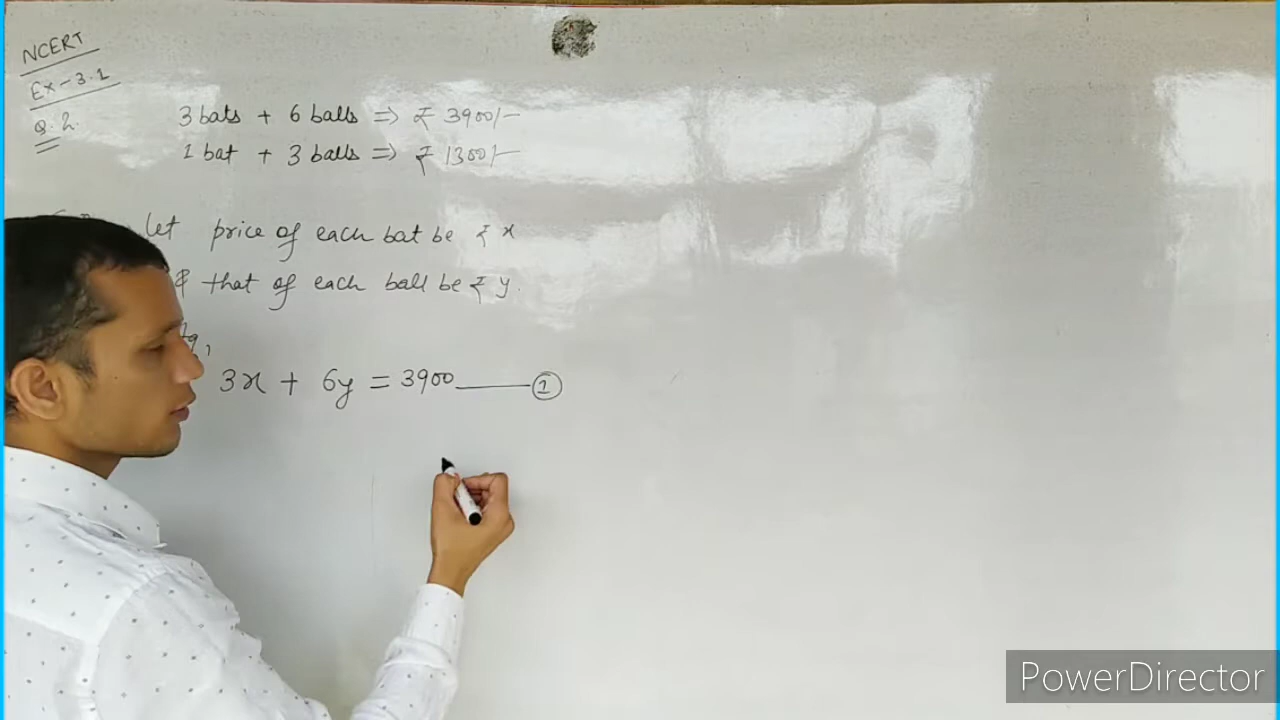 NCERT
Ex-3.1
Q.2.
3 bats + 6 balls => ₹ 3900/-
1 bat + 3 balls => ₹ 1300/-
let price of each bat be ₹ x
& that of each ball be ₹ y.
3x + 6y = 3900 —— ①
PowerDirector